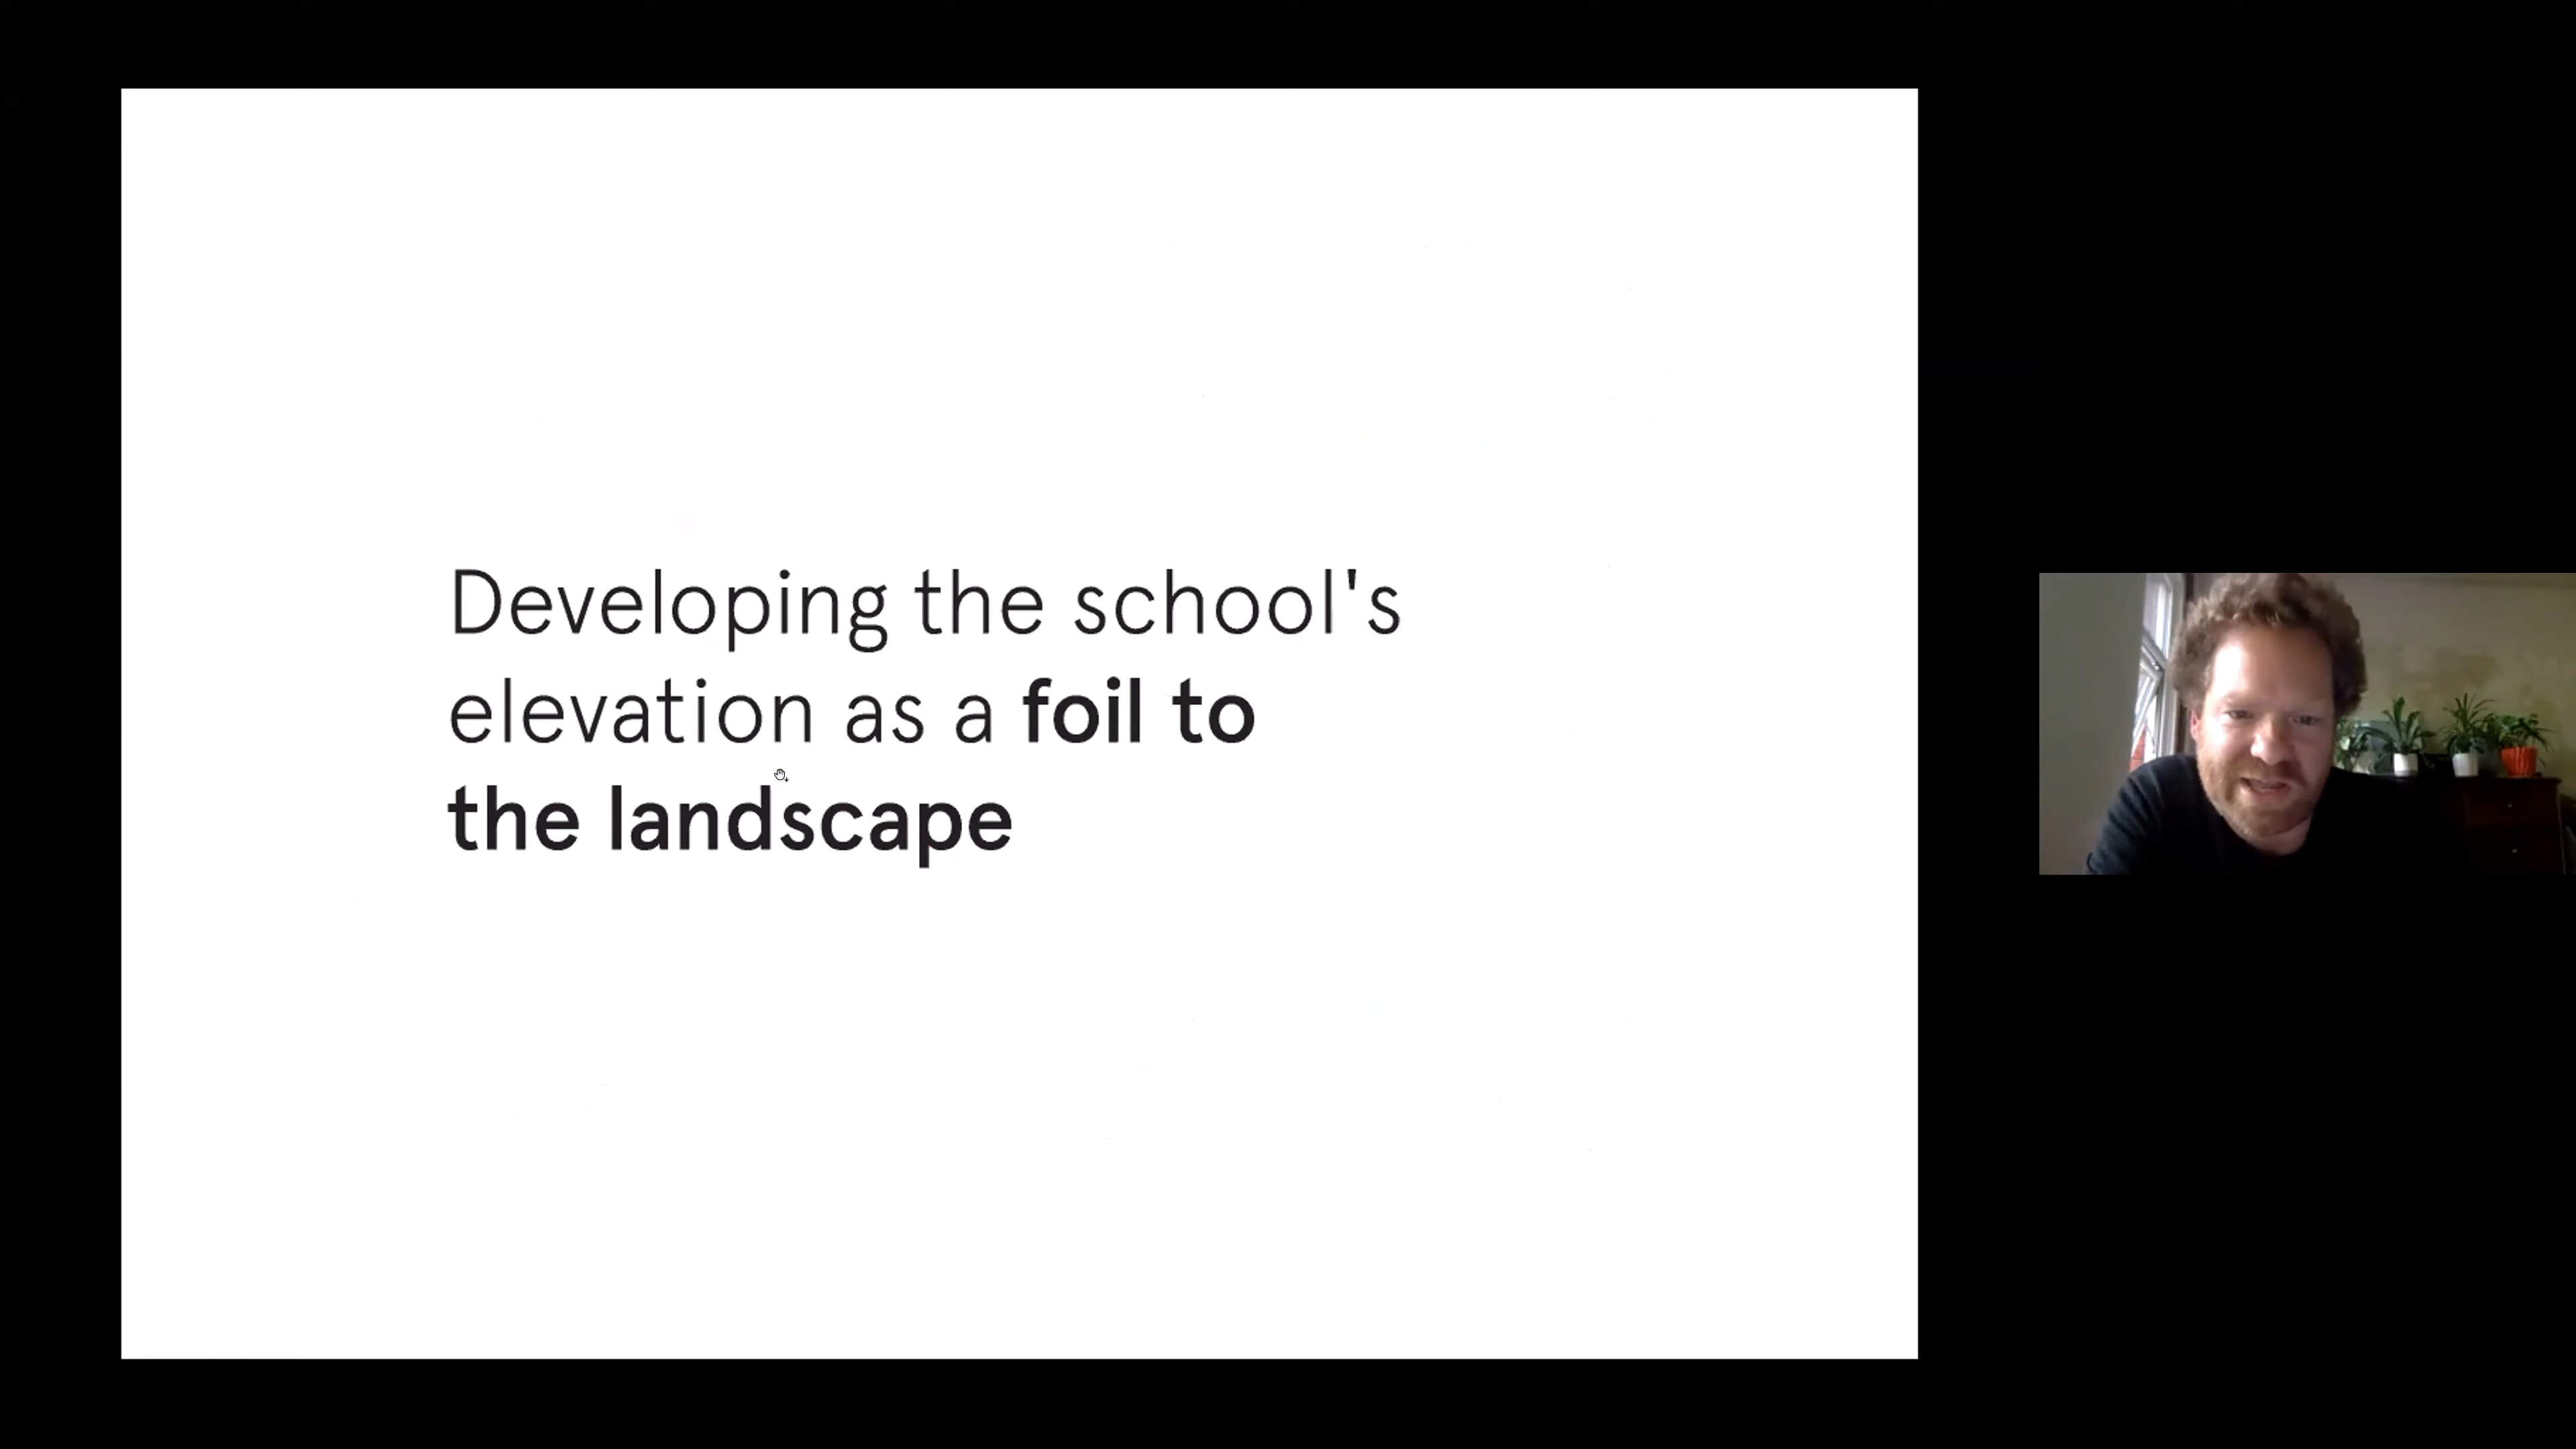 Developing the school's
elevation as a foil to
the landscape